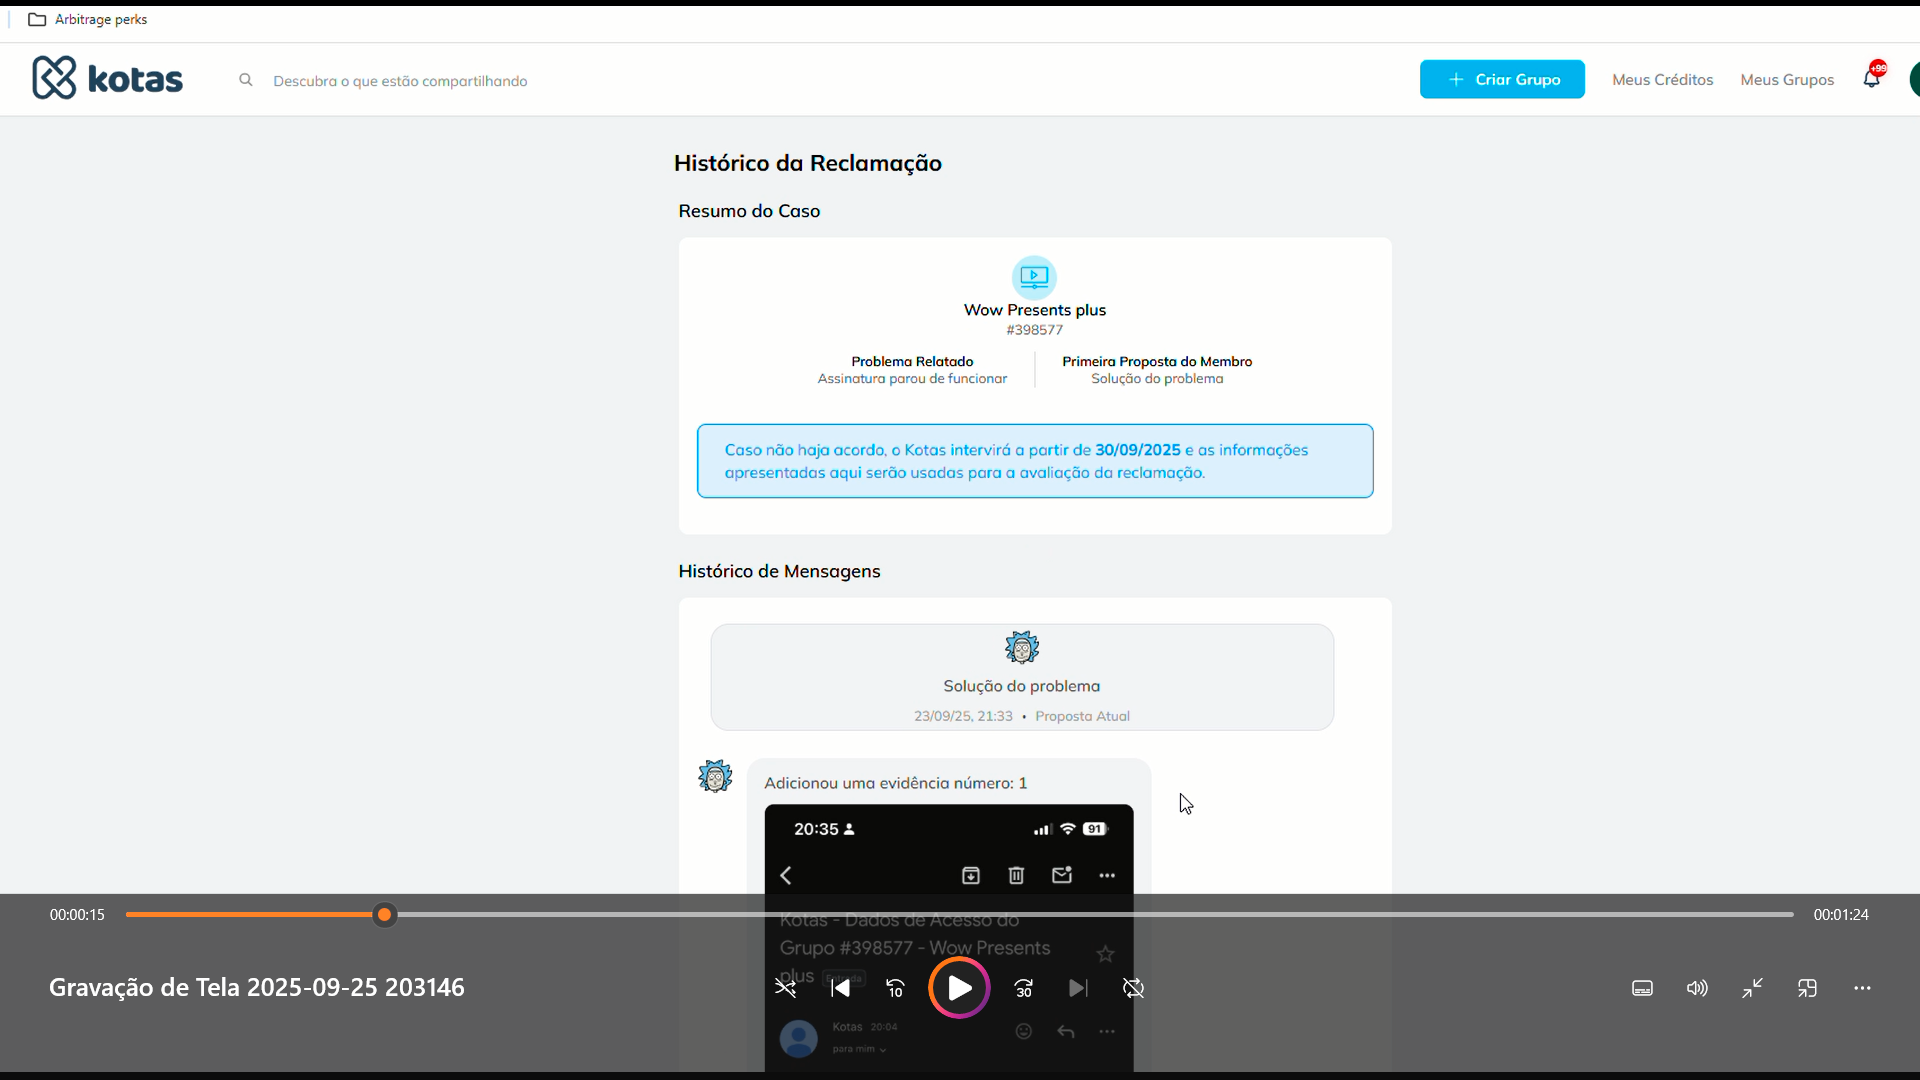 Arbitrage perks
kotas
Descubra o que estão compartilhando
+ Criar Grupo
Meus Créditos
Meus Grupos
+99
Histórico da Reclamação
Resumo do Caso
Wow Presents plus
#398577
Problema Relatado
Assinatura parou de funcionar
Primeira Proposta do Membro
Solução do problema
Caso não haja acordo, o Kotas intervirá a partir de 30/09/2025 e as informações
apresentadas aqui serão usadas para a avaliação da reclamação.
Histórico de Mensagens
Solução do problema
23/09/25, 21:33 • Proposta Atual
Adicionou uma evidência número: 1
20:35
91
00:00:15
00:01:24
Kotas - Dados de Acesso do
Grupo #398577 - Wow Presents
plus Entrada
Gravação de Tela 2025-09-25 203146
10
30
Kotas 20:04
para mim